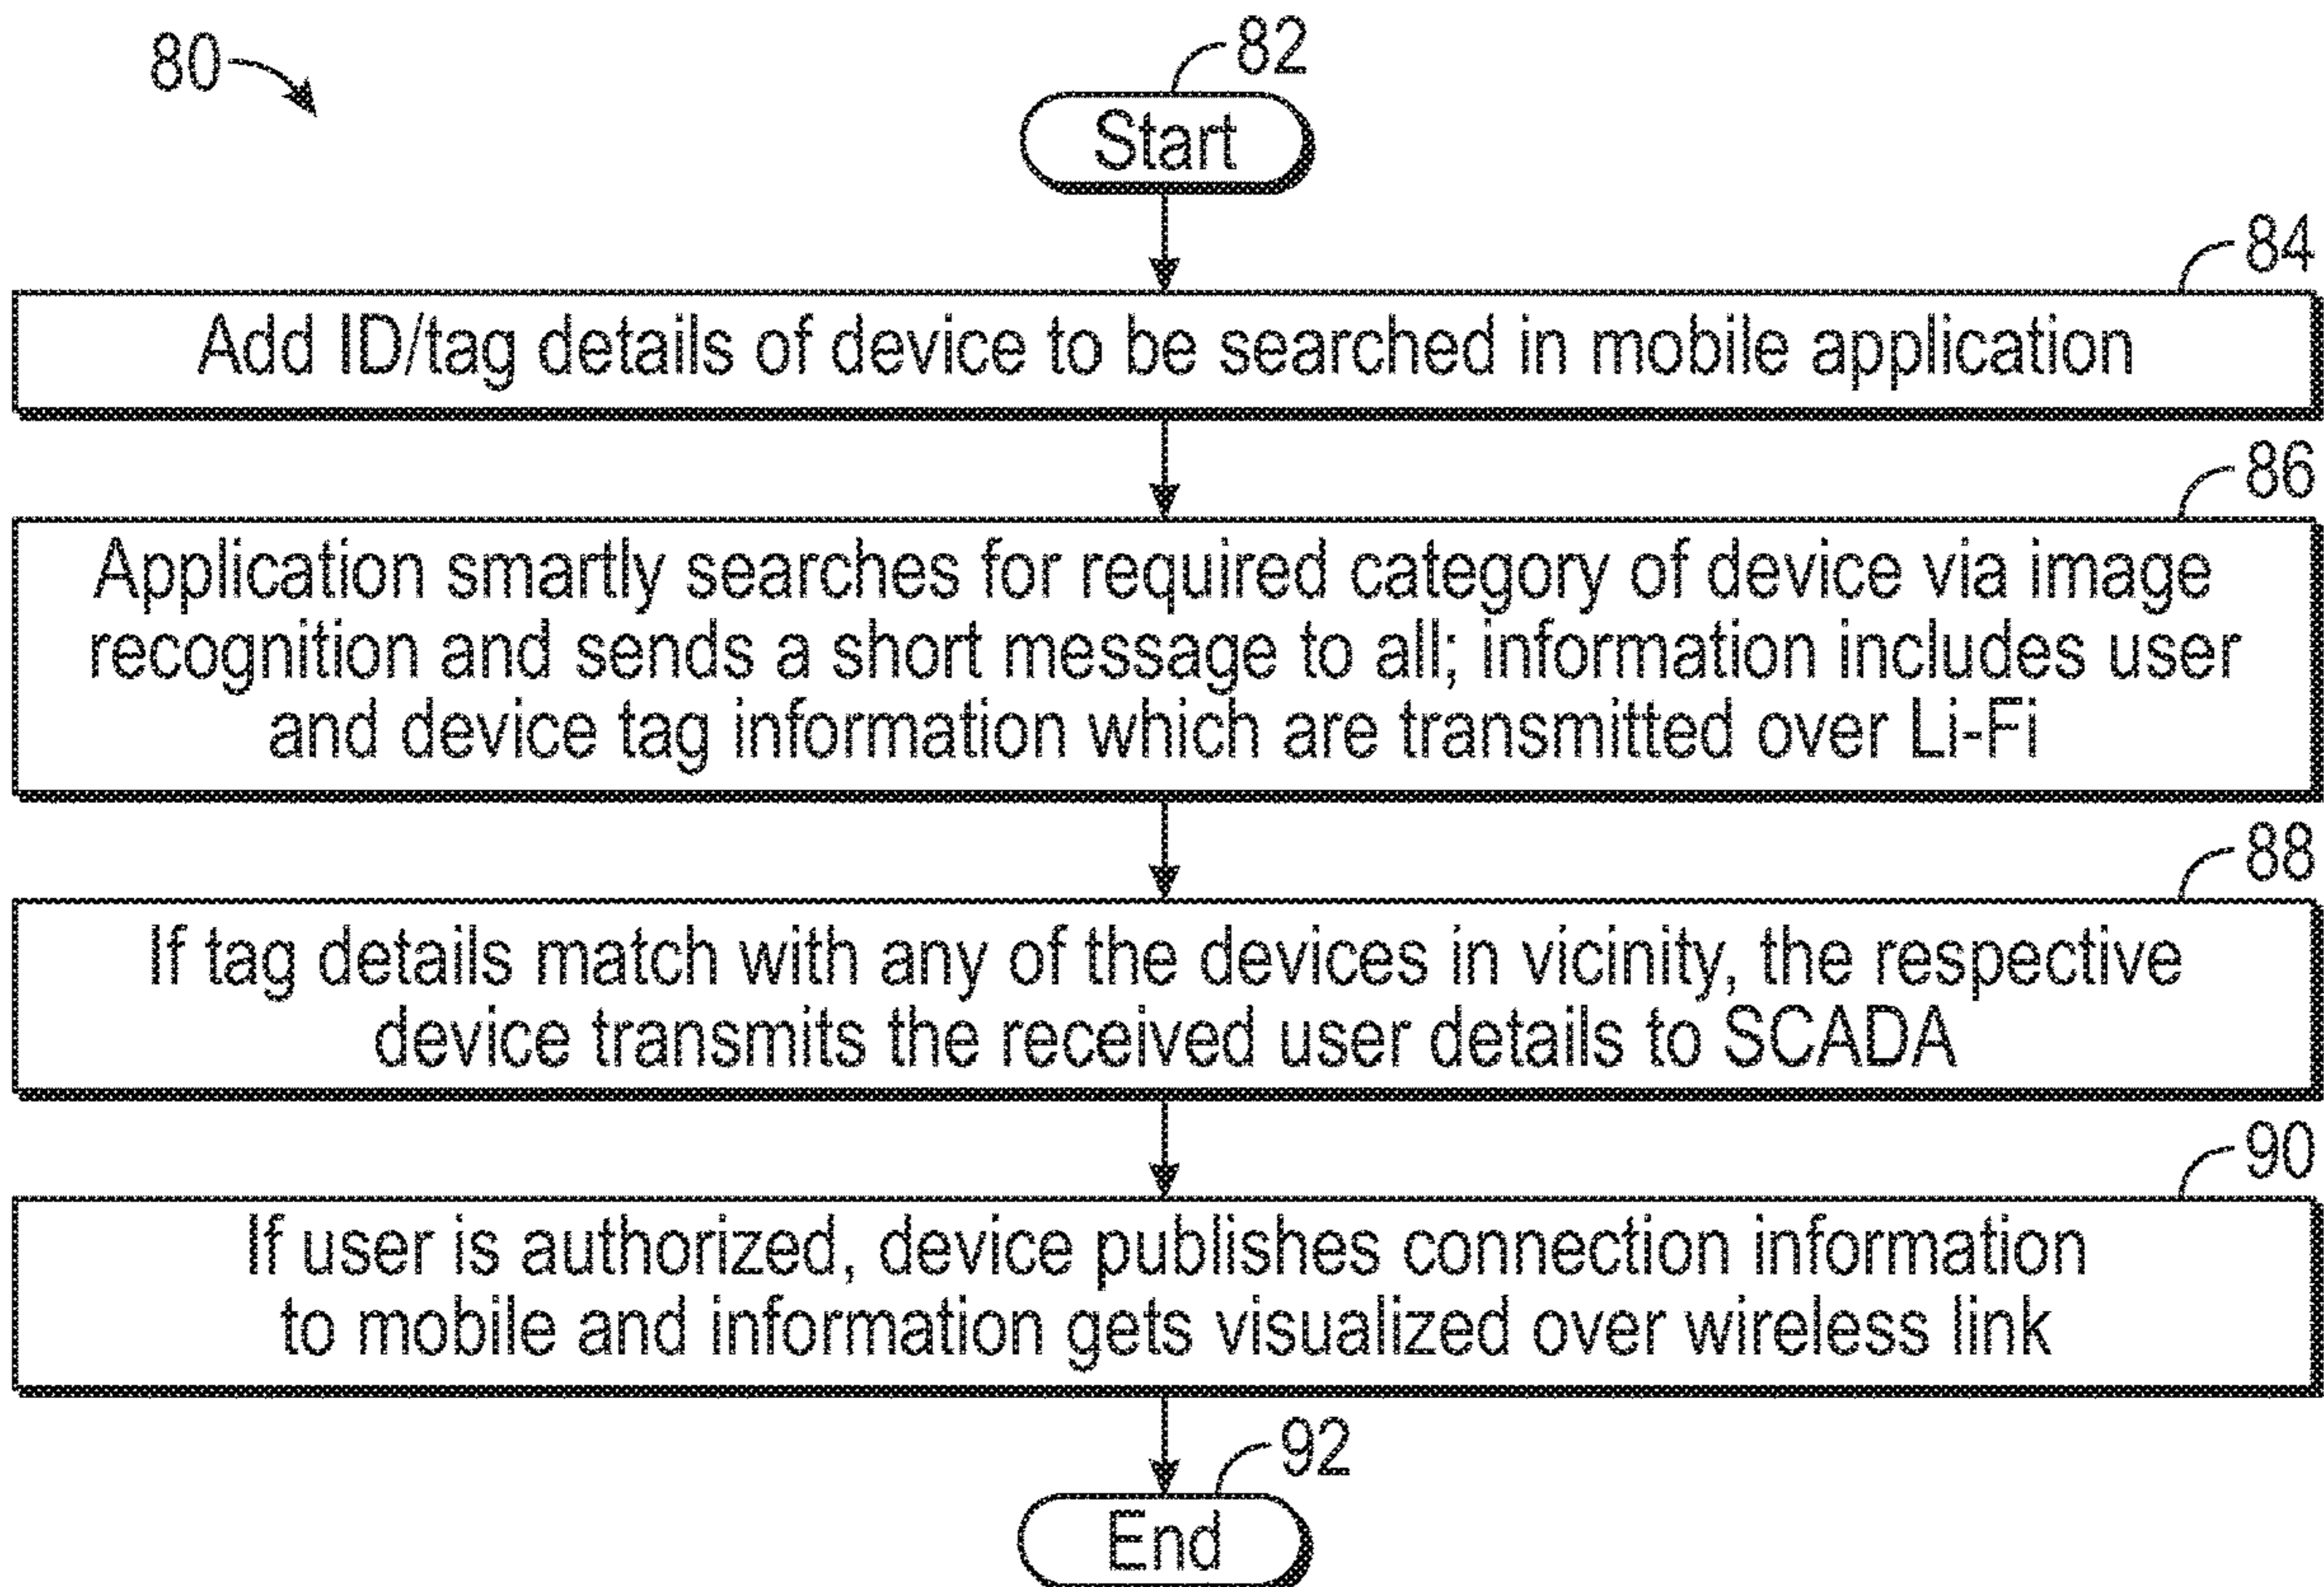 80
82
Start
84
Add ID/tag details of device to be searched in mobile application
86
Application smartly searches for required category of device via image
recognition and sends a short message to all; information includes user
and device tag information which are transmitted over Li-Fi
88
If tag details match with any of the devices in vicinity, the respective
device transmits the received user details to SCADA
90
If user is authorized, device publishes connection information
to mobile and information gets visualized over wireless link
92
End